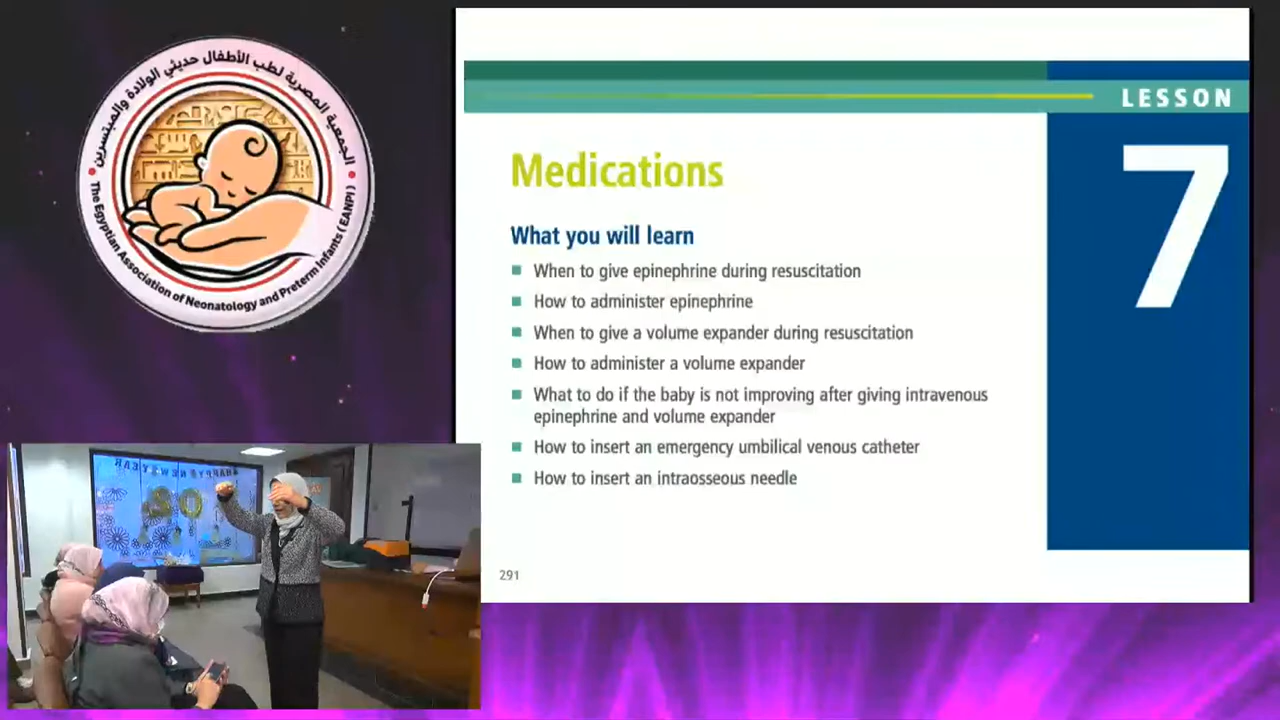 الجمعية المصرية لطب الأطفال حديثي الولادة والمبتسرين
The Egyptian Association of Neonatology and Preterm Infants ( EANPI )
LESSON
7
Medications
What you will learn
■ When to give epinephrine during resuscitation
■ How to administer epinephrine
■ When to give a volume expander during resuscitation
■ How to administer a volume expander
■ What to do if the baby is not improving after giving intravenous
epinephrine and volume expander
■ How to insert an emergency umbilical venous catheter
■ How to insert an intraosseous needle
291